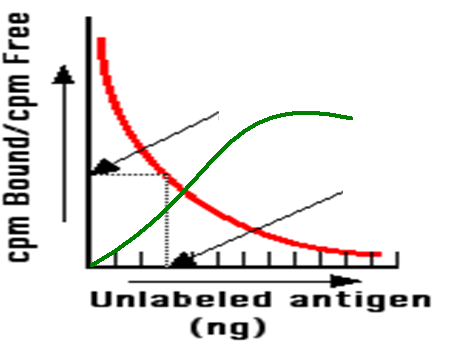 cpm Bound/cpm Free
Unlabeled antigen
(ng)